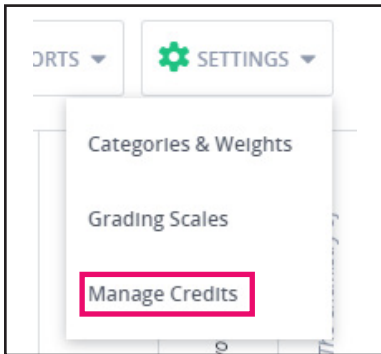 ORTS
SETTINGS
Categories & Weights
Grading Scales
Manage Credits